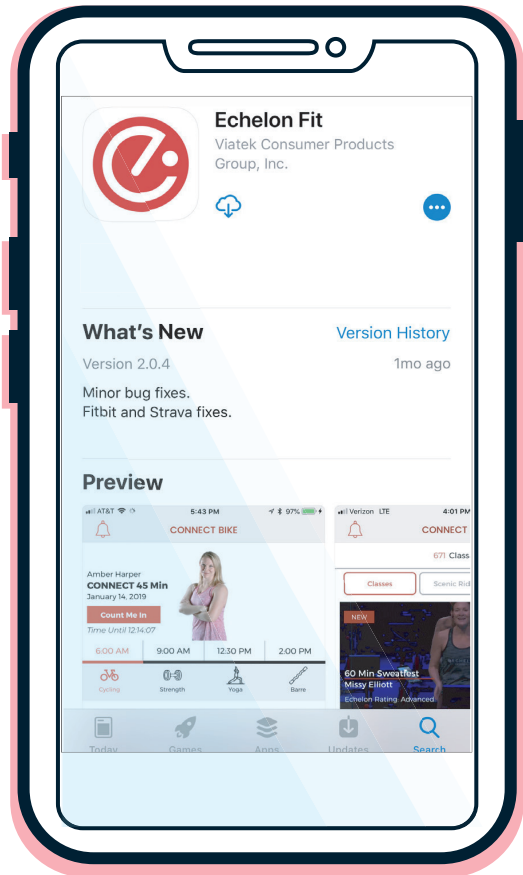 Echelon Fit
Viatek Consumer Products
Group, Inc.
What's New
Version History
Version 2.0.4
1mo ago
Minor bug fixes.
Fitbit and Strava fixes.
Preview
AT&T
5:43 PM
97%
CONNECT BIKE
Amber Harper
CONNECT 45 Min
January 14, 2019
Count Me In
Time Until 12:14:07
6:00 AM
9:00 AM
12:30 PM
2:00 PM
Cycling
Strength
Yoga
Barre
Verizon LTE
4:01 PM
CONNECT
671 Class
Classes
Scenic Rid
NEW
60 Min Sweatfest
Missy Elliott
Echelon Rating Advanced
Today
Games
Apps
Updates
Search